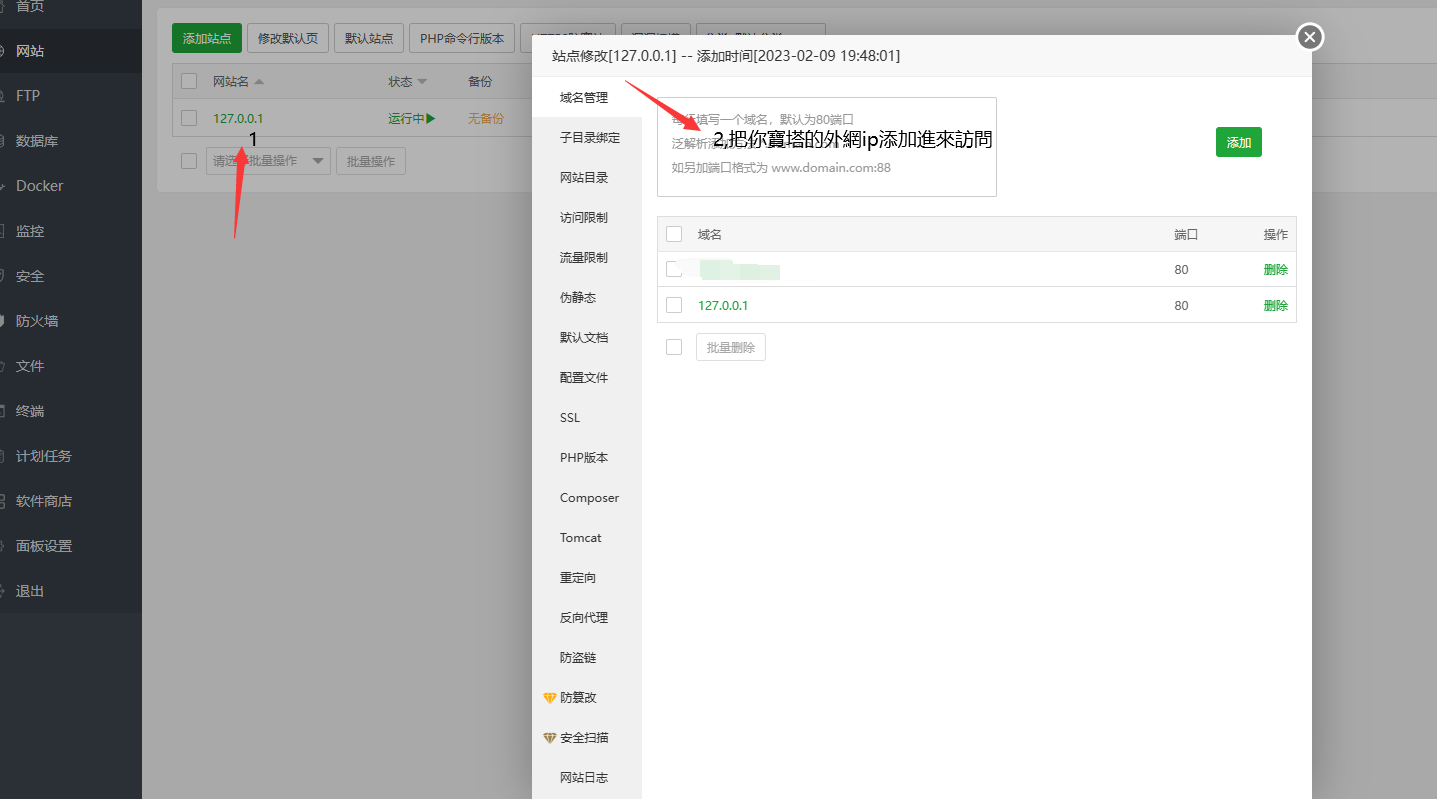 首页
网站
FTP
数据库
Docker
监控
安全
防火墙
文件
终端
计划任务
软件商店
面板设置
退出
添加站点
修改默认页
默认站点
PHP命令行版本
网站名
状态
备份
127.0.0.1
运行中
无备份
1
批量操作
批量操作
站点修改[127.0.0.1] -- 添加时间[2023-02-09 19:48:01]
域名管理
子目录绑定
网站目录
访问限制
流量限制
伪静态
默认文档
配置文件
SSL
PHP版本
Composer
Tomcat
重定向
反向代理
防盗链
防篡改
安全扫描
网站日志
填写一个域名，默认为80端口
2.把你寶塔的外網ip添加進來訪問
泛解析添
如另加端口格式为 www.domain.com:88
添加
域名
端口
操作
80
删除
127.0.0.1
80
删除
批量删除